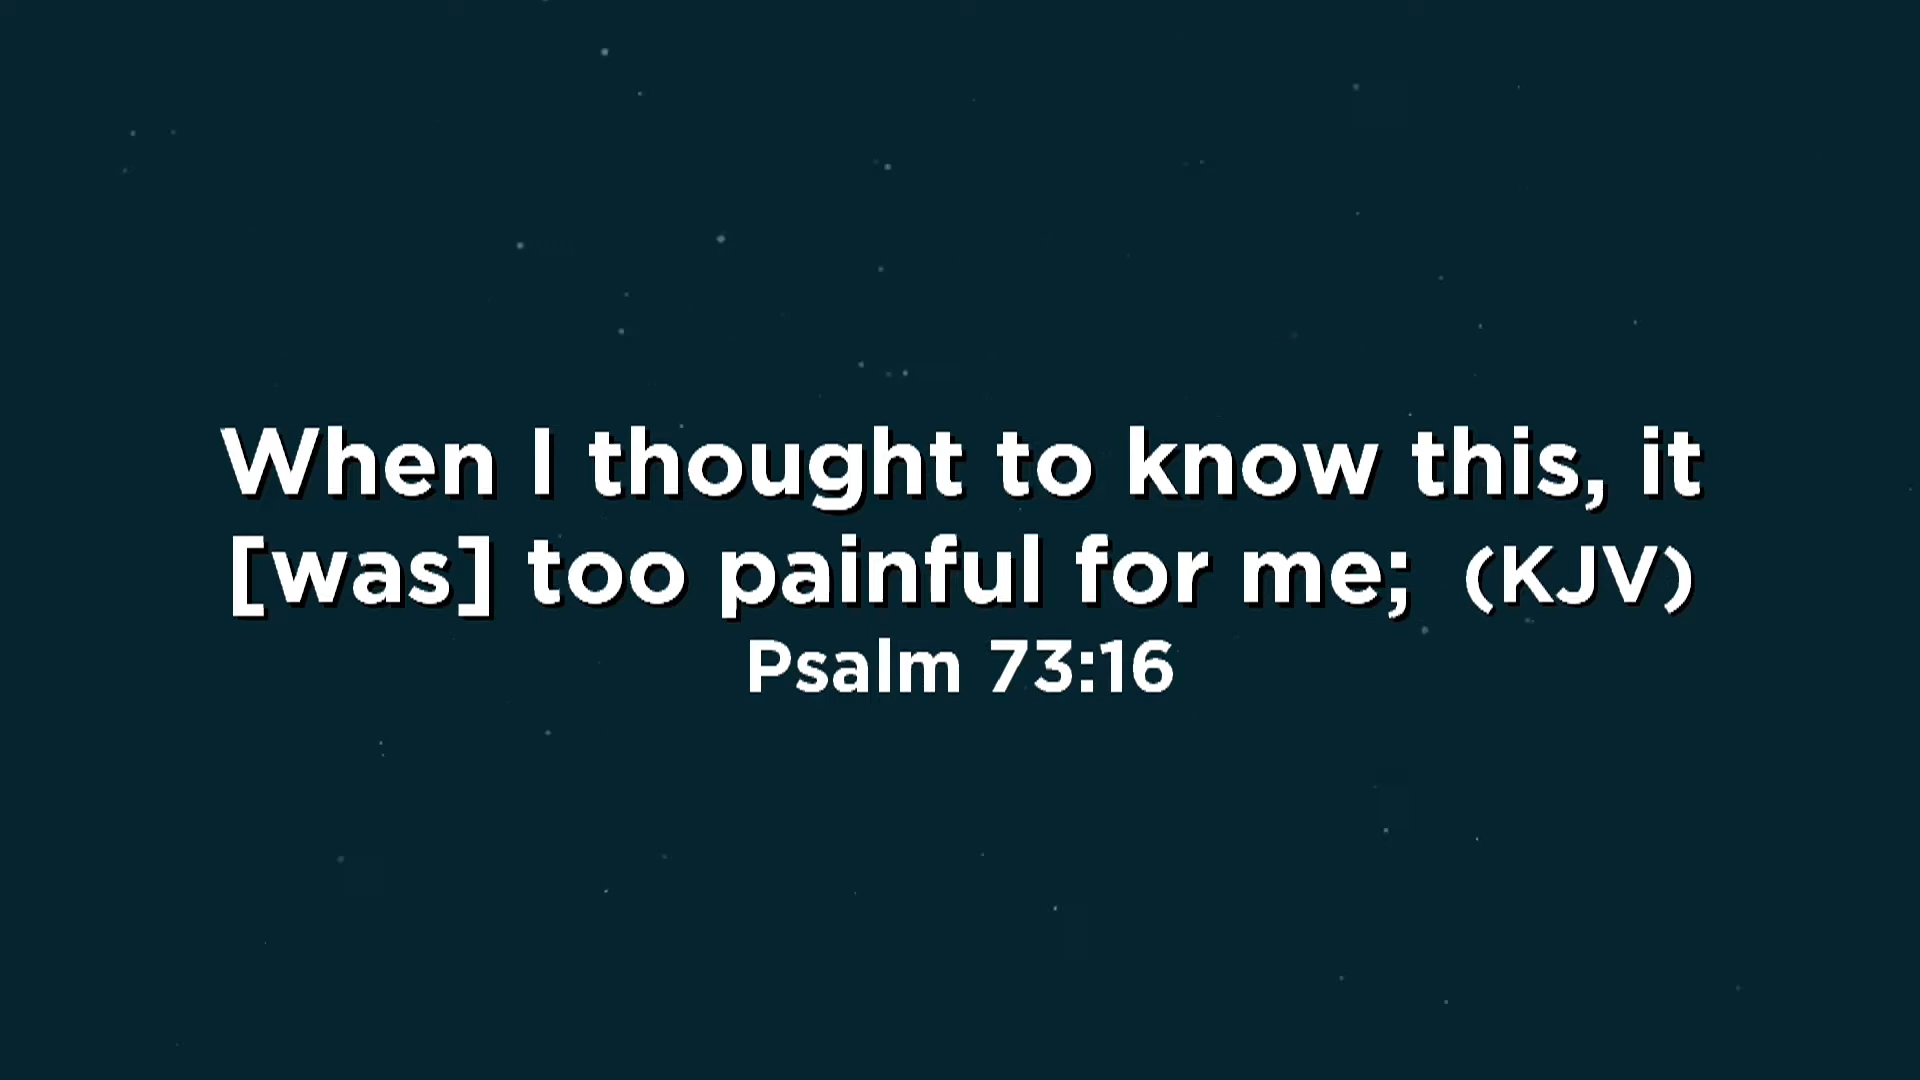 When I thought to know this, it
[was] too painful for me; (KJV)
Psalm 73:16